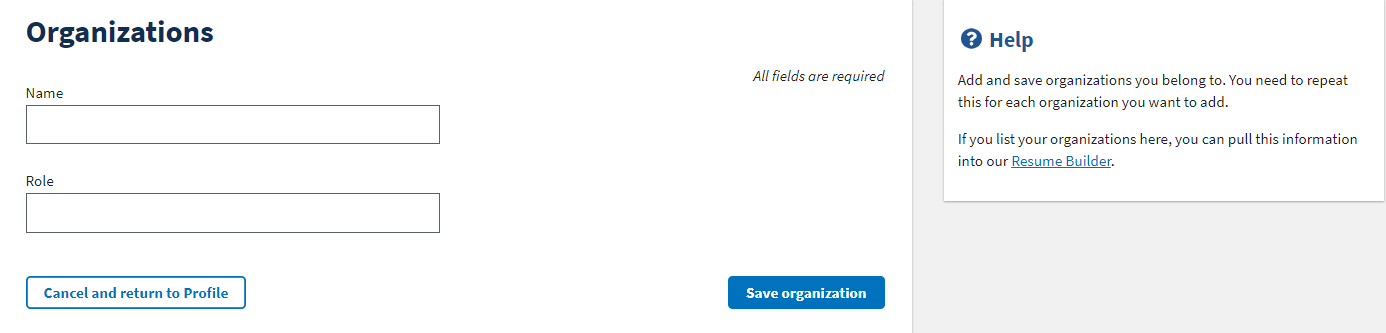 Organizations
All fields are required
Name
Role
Cancel and return to Profile
Save organization
? Help
Add and save organizations you belong to. You need to repeat
this for each organization you want to add.
If you list your organizations here, you can pull this information
into our Resume Builder.